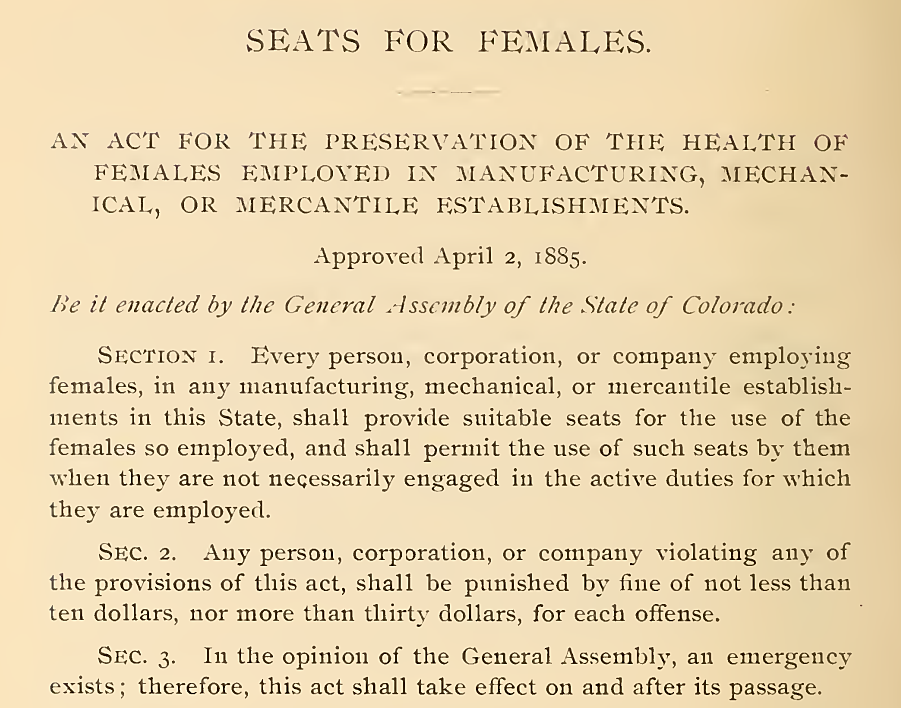 SEATS FOR FEMALES.
AN ACT FOR THE PRESERVATION OF THE HEALTH OF
FEMALES EMPLOYED IN MANUFACTURING, MECHAN-
ICAL, OR MERCANTILE ESTABLISHMENTS.
Approved April 2, 1885.
Be it enacted by the General Assembly of the State of Colorado:
SECTION 1. Every person, corporation, or company employing
females, in any manufacturing, mechanical, or mercantile establish-
ments in this State, shall provide suitable seats for the use of the
females so employed, and shall permit the use of such seats by them
when they are not necessarily engaged in the active duties for which
they are employed.
SEC. 2. Any person, corporation, or company violating any of
the provisions of this act, shall be punished by fine of not less than
ten dollars, nor more than thirty dollars, for each offense.
SEC. 3. In the opinion of the General Assembly, an emergency
exists; therefore, this act shall take effect on and after its passage.